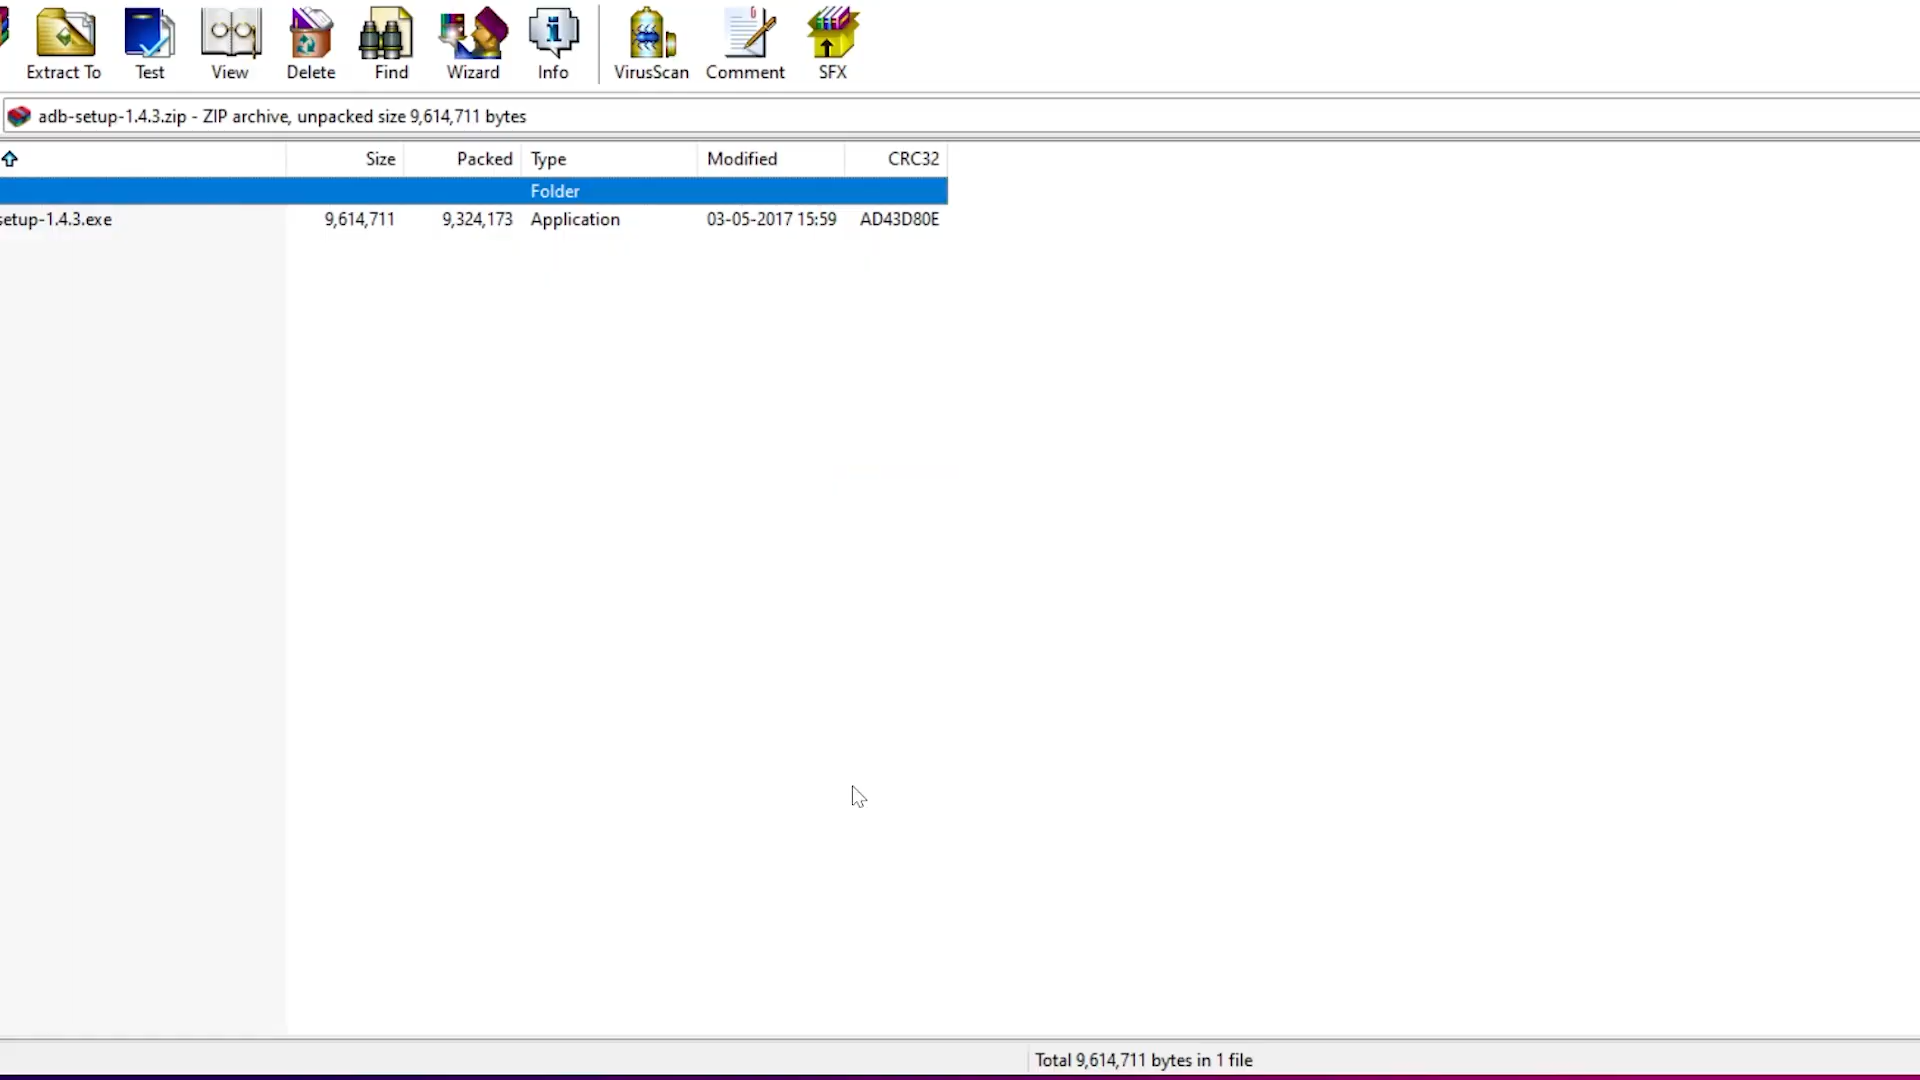 Extract To Test View Delete Find Wizard Info VirusScan Comment SFX
adb-setup-1.4.3.zip - ZIP archive, unpacked size 9,614,711 bytes
Size Packed Type Modified CRC32
Folder
setup-1.4.3.exe 9,614,711 9,324,173 Application 03-05-2017 15:59 AD43D80E
Total 9,614,711 bytes in 1 file